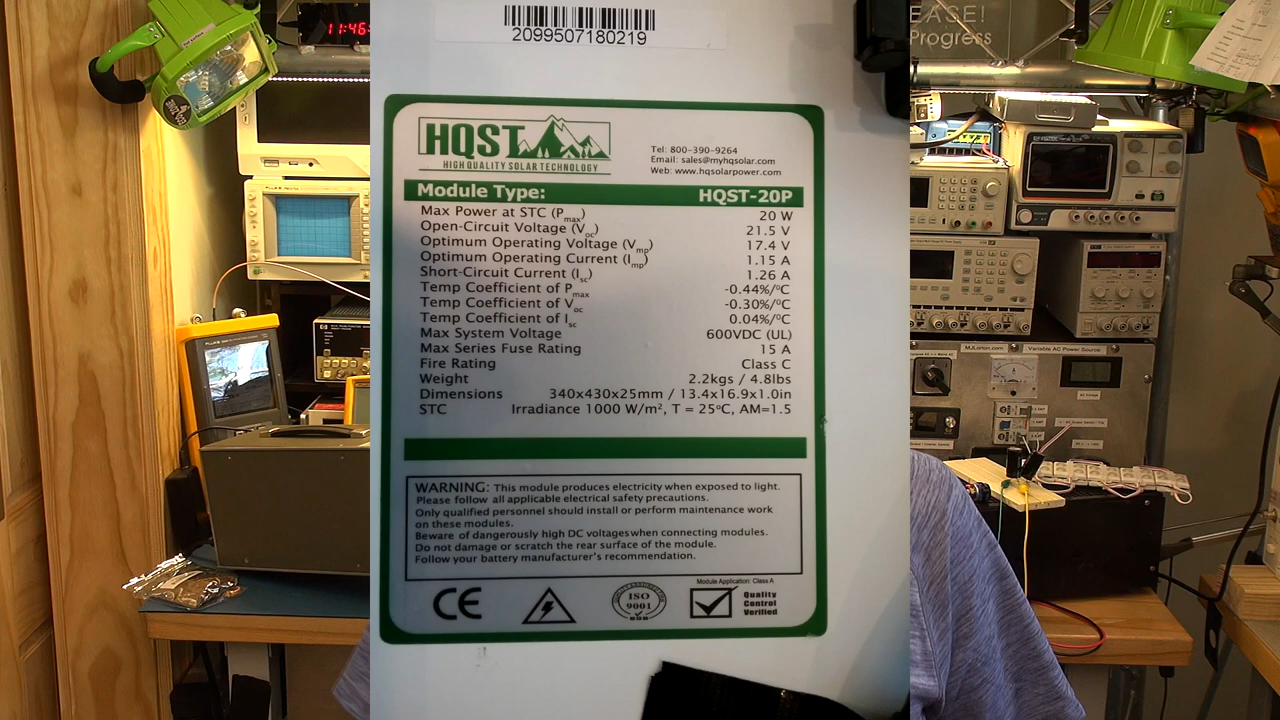 11:46
2099507180219
EASE!
Progress
HQST
HIGH QUALITY SOLAR TECHNOLOGY
Tel: 800-390-9264
Email: sales@myhqsolar.com
Web: www.hqsolarpower.com
Module Type: HQST-20P
Max Power at STC (Pmax) 20 W
Open-Circuit Voltage (Voc) 21.5 V
Optimum Operating Voltage (Vmp) 17.4 V
Optimum Operating Current (Imp) 1.15 A
Short-Circuit Current (Isc) 1.26 A
Temp Coefficient of Pmax -0.44%/ºC
Temp Coefficient of Voc -0.30%/ºC
Temp Coefficient of Isc 0.04%/ºC
Max System Voltage 600VDC (UL)
Max Series Fuse Rating 15 A
Fire Rating Class C
Weight 2.2kgs / 4.8lbs
Dimensions 340x430x25mm / 13.4x16.9x1.0in
STC Irradiance 1000 W/m², T = 25ºC, AM=1.5
WARNING: This module produces electricity when exposed to light.
Please follow all applicable electrical safety precautions.
Only qualified personnel should install or perform maintenance work
on these modules.
Beware of dangerously high DC voltages when connecting modules.
Do not damage or scratch the rear surface of the module.
Follow your battery manufacturer's recommendation.
CE
ISO
9001
Module Application: Class A
Quality
Control
Verified
MJLorton.com
Variable AC Power Source